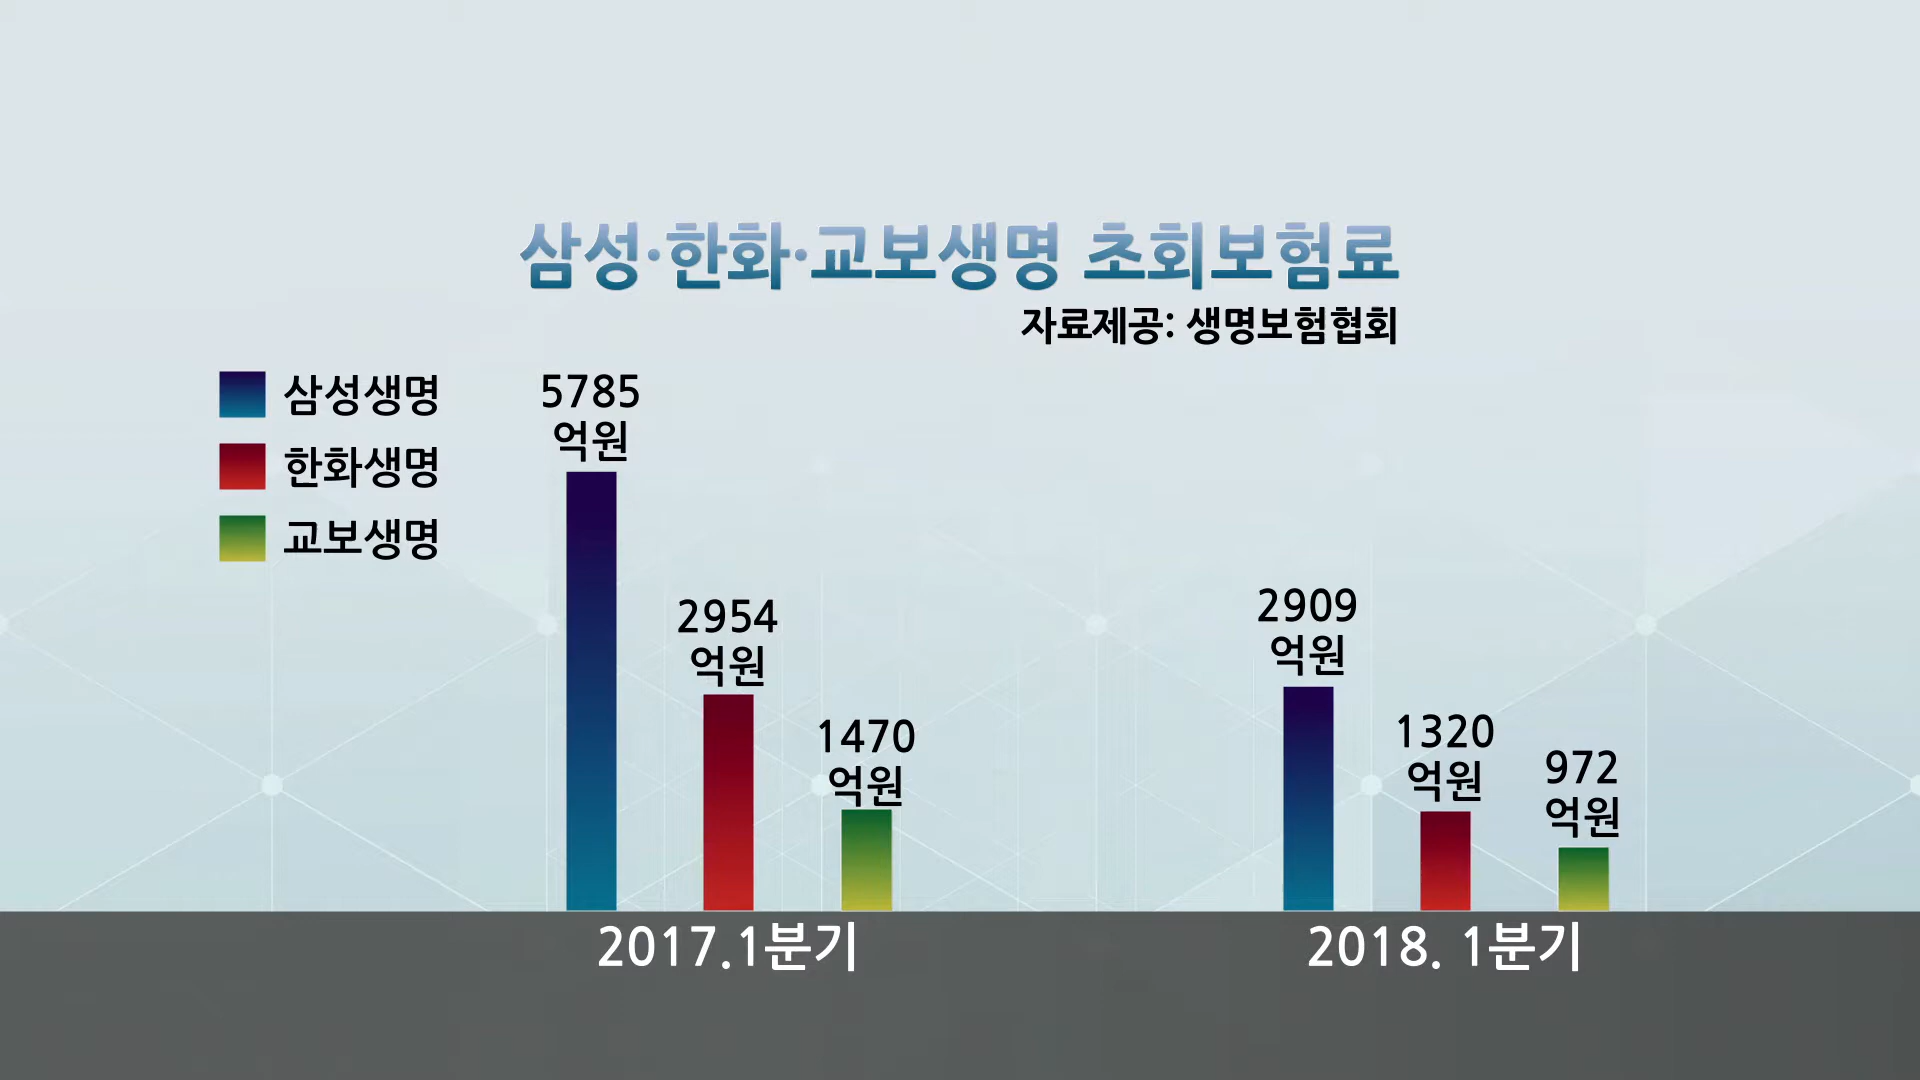 삼성·한화·교보생명 초회보험료
자료제공: 생명보험협회
삼성생명
한화생명
교보생명
5785
억원
2954
억원
1470
억원
2909
억원
1320
억원
972
억원
2017.1분기
2018. 1분기